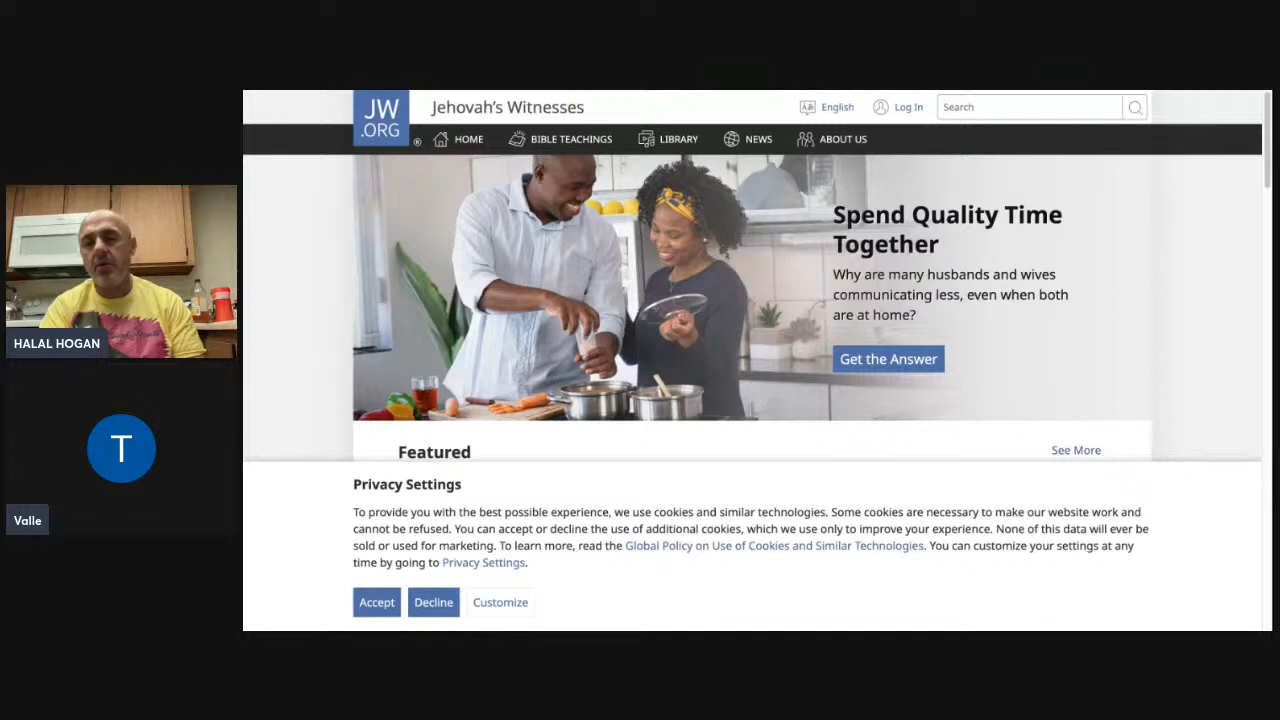 JW
.ORG
®
Jehovah's Witnesses
English
Log In
Search
HOME
BIBLE TEACHINGS
LIBRARY
NEWS
ABOUT US
Spend Quality Time
Together
Why are many husbands and wives
communicating less, even when both
are at home?
Get the Answer
HALAL HOGAN
T
Valle
Featured
See More
Privacy Settings
To provide you with the best possible experience, we use cookies and similar technologies. Some cookies are necessary to make our website work and
cannot be refused. You can accept or decline the use of additional cookies, which we use only to improve your experience. None of this data will ever be
sold or used for marketing. To learn more, read the Global Policy on Use of Cookies and Similar Technologies. You can customize your settings at any
time by going to Privacy Settings.
Accept
Decline
Customize